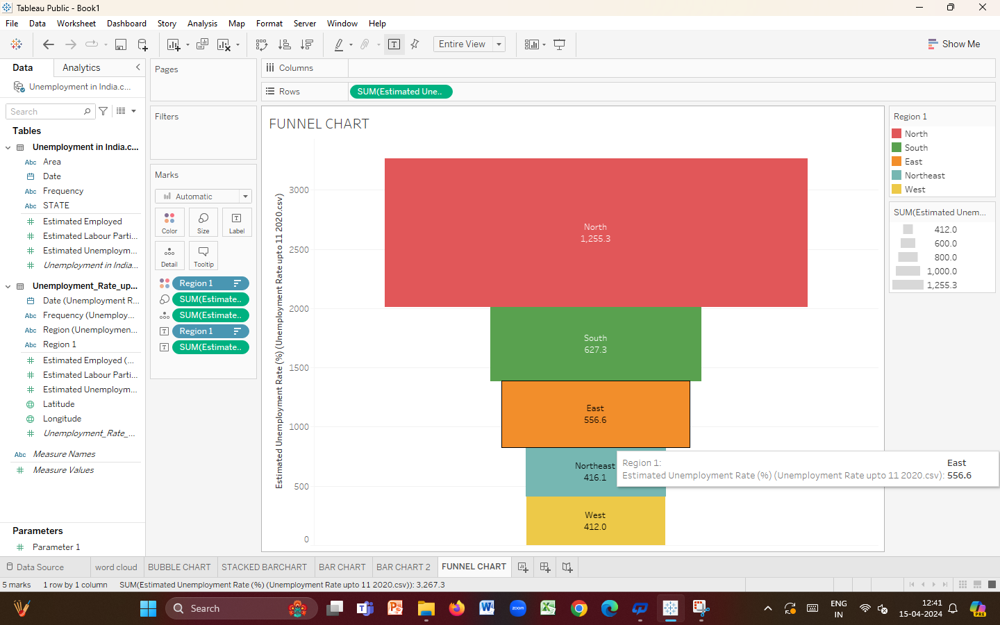 Tableau Public - Book1
File Data Worksheet Dashboard Story Analysis Map Format Server Window Help
Entire View
Show Me
Data Analytics
Unemployment in India.c...
Search
Tables
Unemployment in India.c...
Abc Area
Date
Abc Frequency
Abc STATE
Estimated Employed
Estimated Labour Parti...
Estimated Unemploym...
Unemployment in India...
Unemployment_Rate_up...
Date (Unemployment R...
Abc Frequency (Unemploy...
Abc Region (Unemploymen...
Abc Region 1
Estimated Employed (...
Estimated Labour Parti...
Estimated Unemploym...
Latitude
Longitude
Unemployment_Rate_...
Abc Measure Names
Measure Values
Parameters
Parameter 1
Pages
Filters
Marks
Automatic
Color Size Label
Detail Tooltip
Region 1
SUM(Estimate..
SUM(Estimate..
Region 1
SUM(Estimate..
Columns
Rows SUM(Estimated Une..
FUNNEL CHART
Estimated Unemployment Rate (%) (Unemployment Rate upto 11 2020.csv)
3000
2500
2000
1500
1000
500
0
North
1,255.3
South
627.3
East
556.6
Northeast
416.1
West
412.0
Region 1: East
Estimated Unemployment Rate (%) (Unemployment Rate upto 11 2020.csv): 556.6
Region 1
North
South
East
Northeast
West
SUM(Estimated Unem...
412.0
600.0
800.0
1,000.0
1,255.3
Data Source word cloud BUBBLE CHART STACKED BARCHART BAR CHART BAR CHART 2 FUNNEL CHART
5 marks 1 row by 1 column SUM(Estimated Unemployment Rate (%) (Unemployment Rate upto 11 2020.csv)): 3,267.3
Search
zoom
ENG
IN
12:41
15-04-2024
PRE